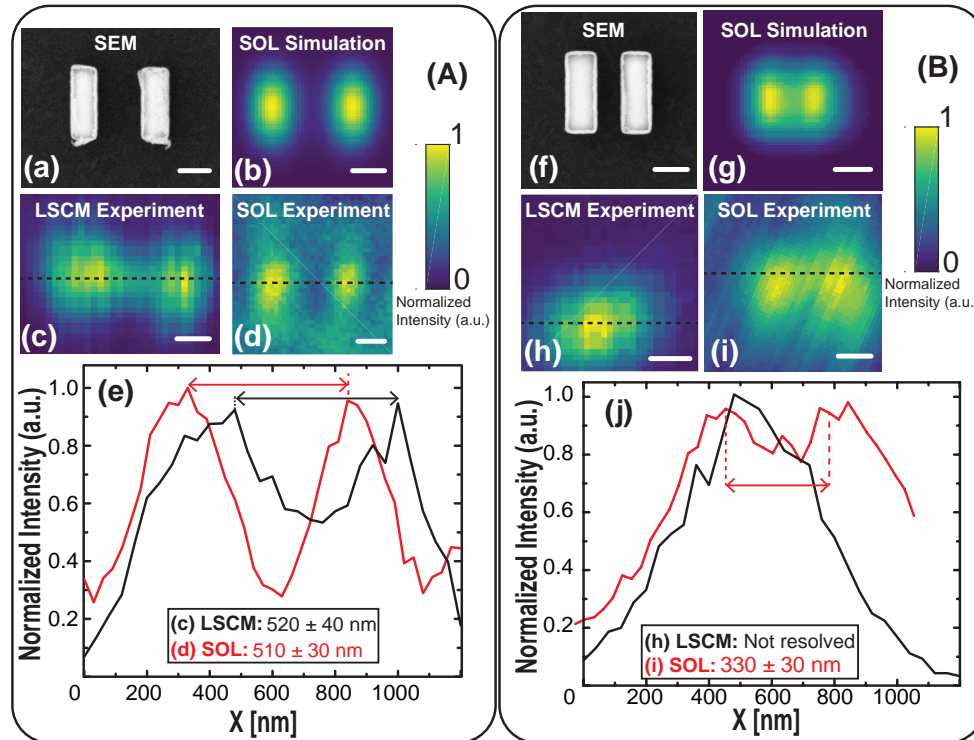 SEM
SOL Simulation
(A)
(a)
(b)
1
0
Normalized
Intensity (a.u.)
LSCM Experiment
SOL Experiment
(c)
(d)
(e)
Normalized Intensity (a.u.)
1.0
0.8
0.6
0.4
0.2
(c) LSCM: 520 ± 40 nm
(d) SOL: 510 ± 30 nm
0 200 400 600 800 1000
X [nm]
SEM
SOL Simulation
(B)
(f)
(g)
1
0
Normalized
Intensity (a.u.)
LSCM Experiment
SOL Experiment
(h)
(i)
(j)
Normalized Intensity (a.u.)
1.0
0.8
0.6
0.4
0.2
(h) LSCM: Not resolved
(i) SOL: 330 ± 30 nm
0 200 400 600 800 1000
X [nm]